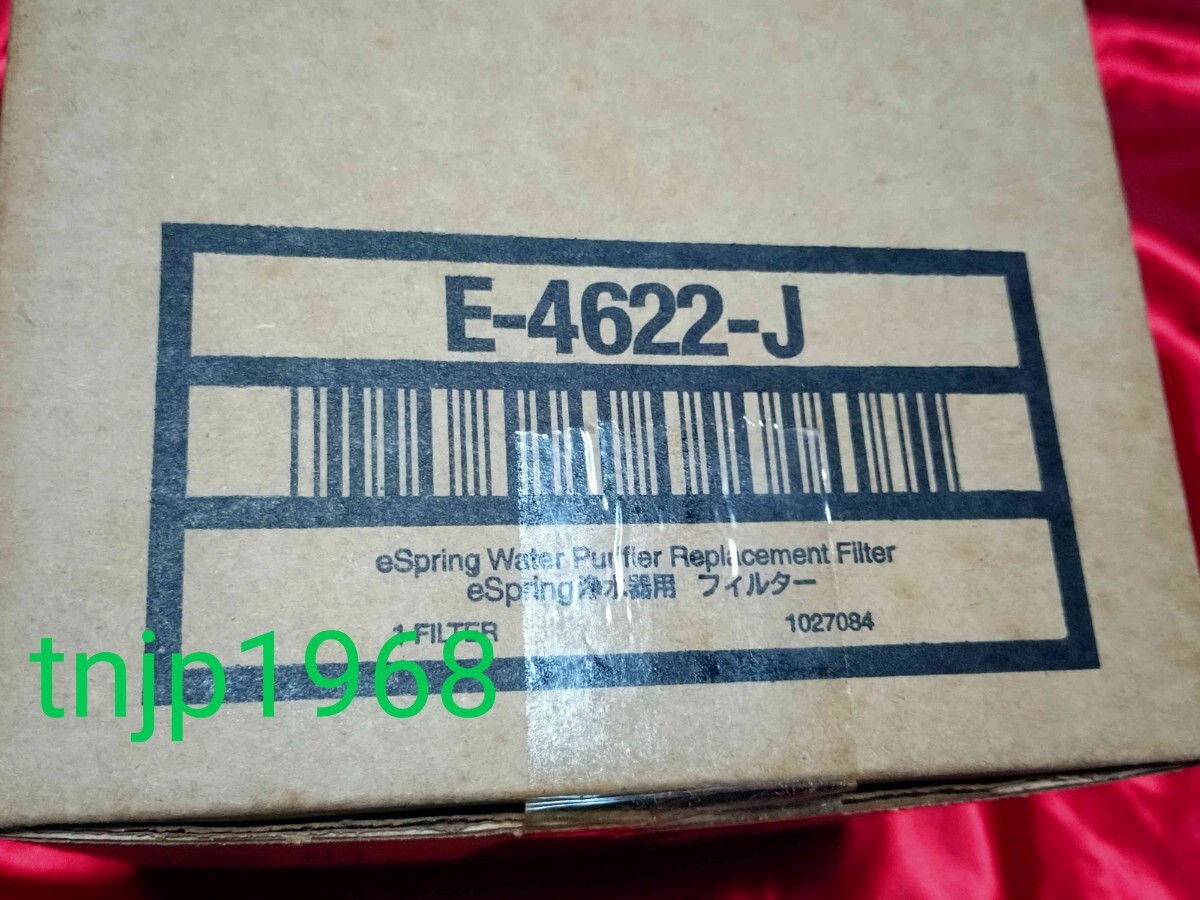 E-4622-J
eSpring Water Purifier Replacement Filter
eSpring浄水器用 フィルター
1 FILTER 1027084
tnjp1968